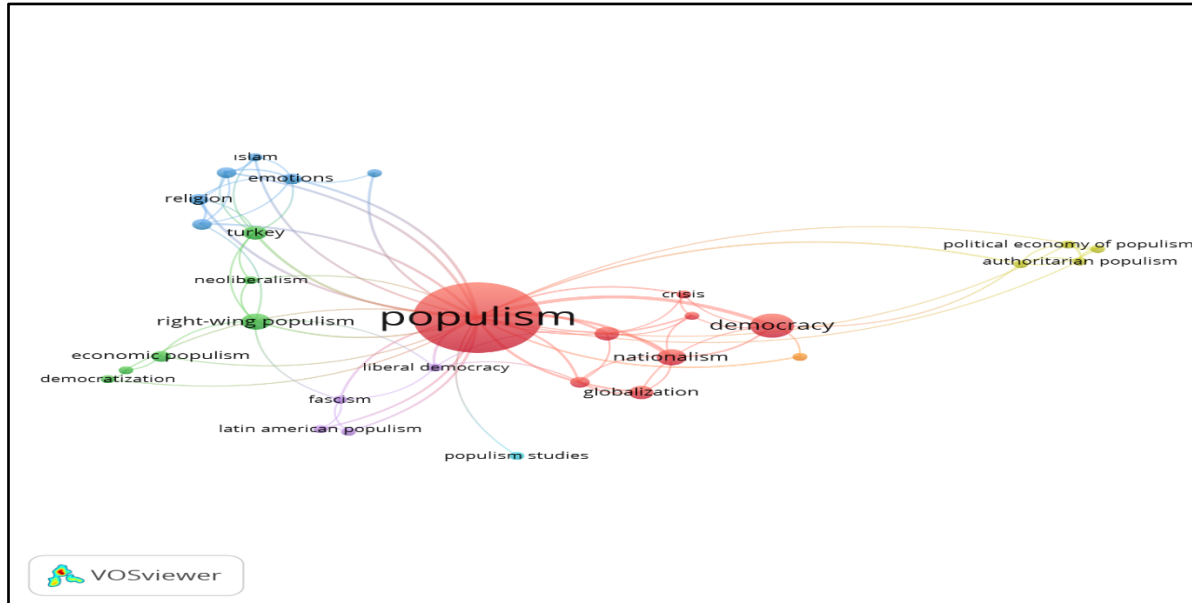 ıslam
emotions
religion
turkey
political economy of populism
authoritarian populism
neoliberalism
crisis
populism
right-wing populism
democracy
economic populism
nationalism
liberal democracy
democratization
globalization
fascism
latin american populism
populism studies
VOSviewer